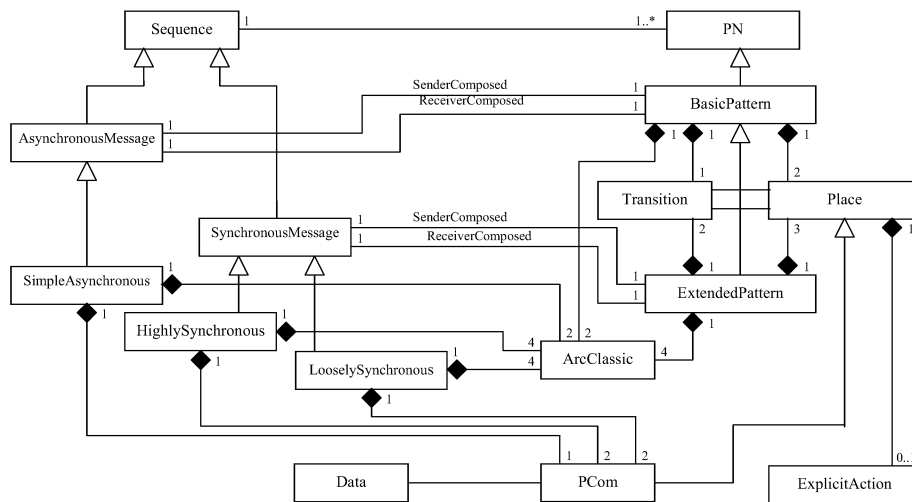 Sequence
1
1..*
PN
SenderComposed
1
BasicPattern
ReceiverComposed
1
1
1
AsynchronousMessage
1
1
1
1
2
Transition
Place
SenderComposed
1
SynchronousMessage
1
ReceiverComposed
2
3
1
1
1
1
SimpleAsynchronous
1
1
1
ExtendedPattern
1
HighlySynchronous
1
2
2
1
4
ArcClassic
4
1
1
LooselySynchronous
4
1
1
2
2
Data
PCom
ExplicitAction